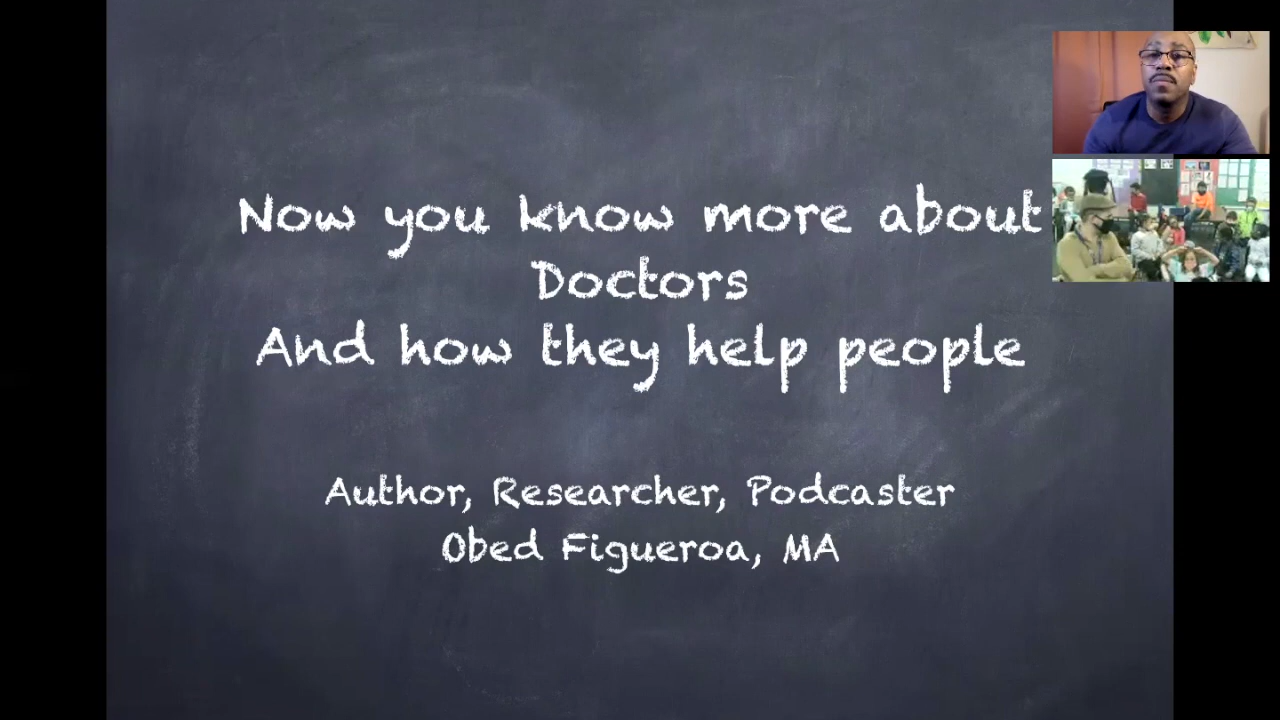 Now you know more about
Doctors
And how they help people
Author, Researcher, Podcaster
Obed Figueroa, MA